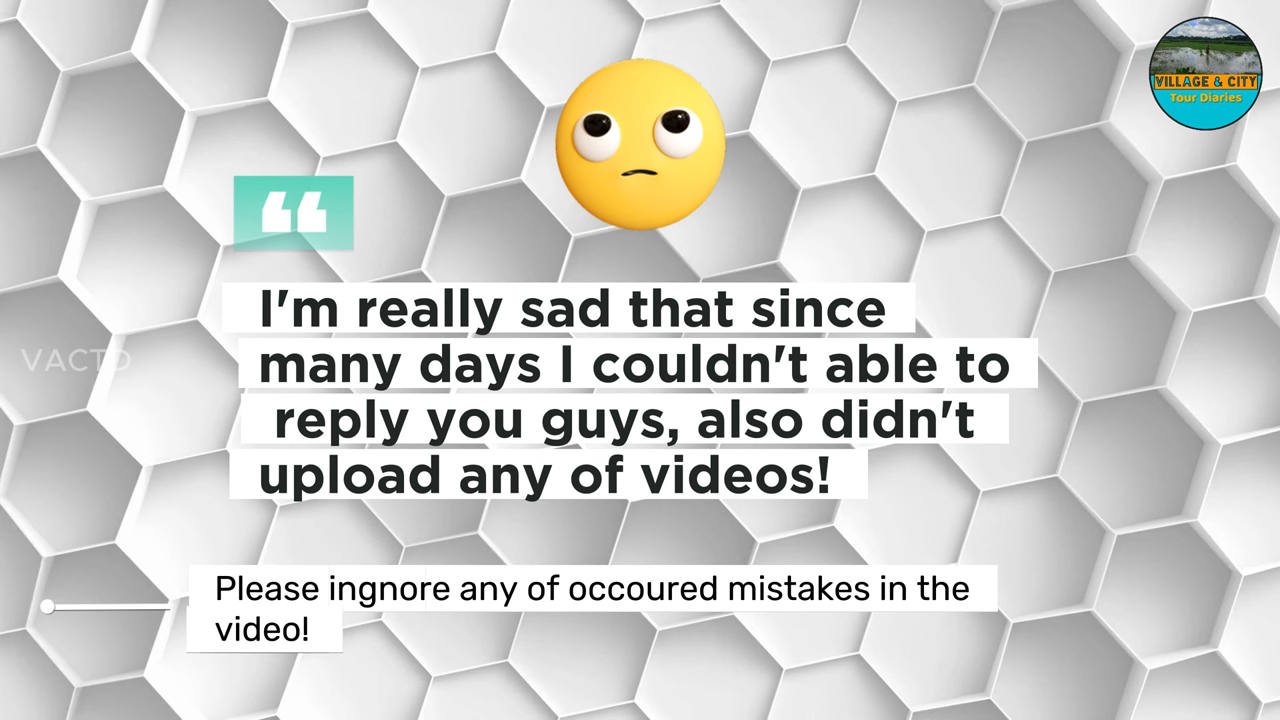 VILLAGE & CITY
Tour Diaries
“
I'm really sad that since
many days I couldn't able to
reply you guys, also didn't
upload any of videos!
VACTD
Please ingnore any of occoured mistakes in the
video!